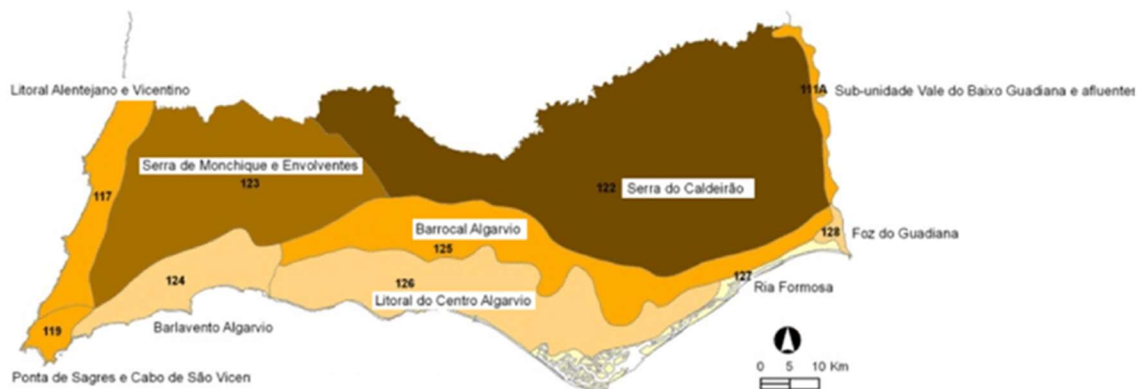 Litoral Alentejano e Vicentino
111A
Sub-unidade Vale do Baixo Guadiana e afluentes
Serra de Monchique e Envolventes
123
117
122
Serra do Caldeirão
Barrocal Algarvio
125
128
Foz do Guadiana
124
126
127
Ria Formosa
Litoral do Centro Algarvio
119
Barlavento Algarvio
Ponta de Sagres e Cabo de São Vicen
0 5 10 Km